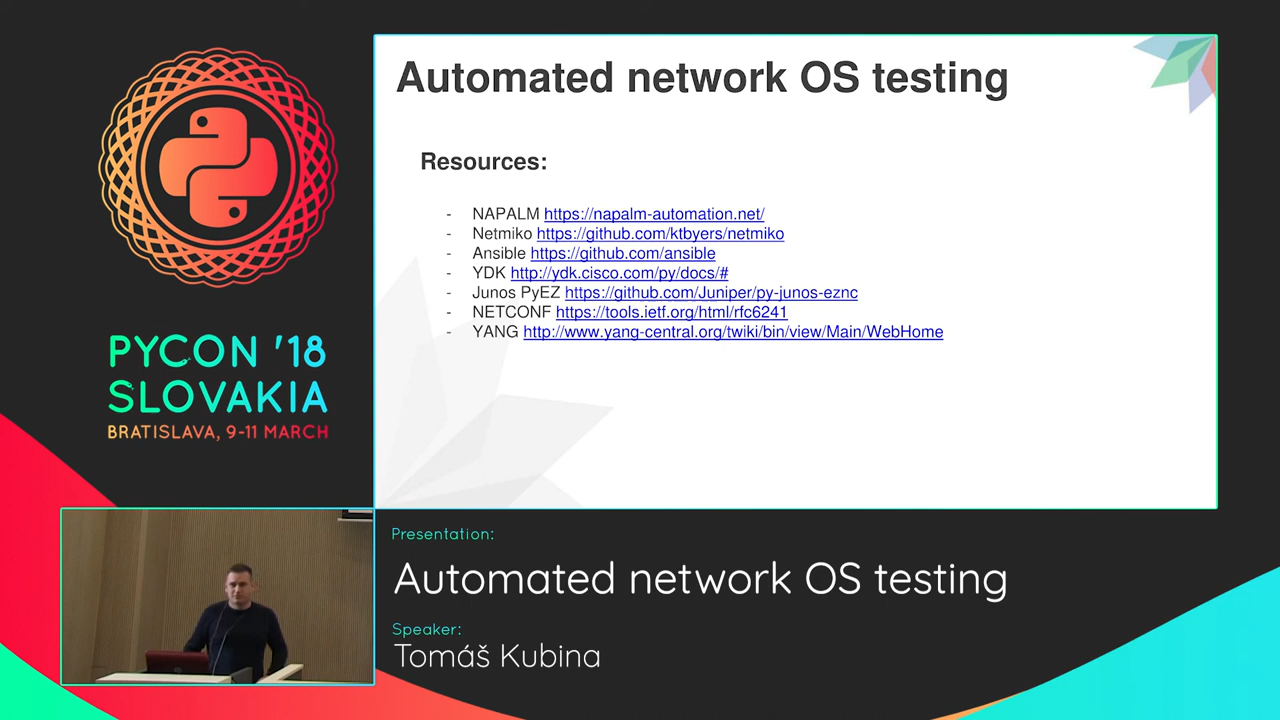 PYCON '18
SLOVAKIA
BRATISLAVA, 9-11 MARCH
Automated network OS testing
Resources:
- NAPALM https://napalm-automation.net/
- Netmiko https://github.com/ktbyers/netmiko
- Ansible https://github.com/ansible
- YDK http://ydk.cisco.com/py/docs/#
- Junos PyEZ https://github.com/Juniper/py-junos-eznc
- NETCONF https://tools.ietf.org/html/rfc6241
- YANG http://www.yang-central.org/twiki/bin/view/Main/WebHome
Presentation:
Automated network OS testing
Speaker:
Tomáš Kubina